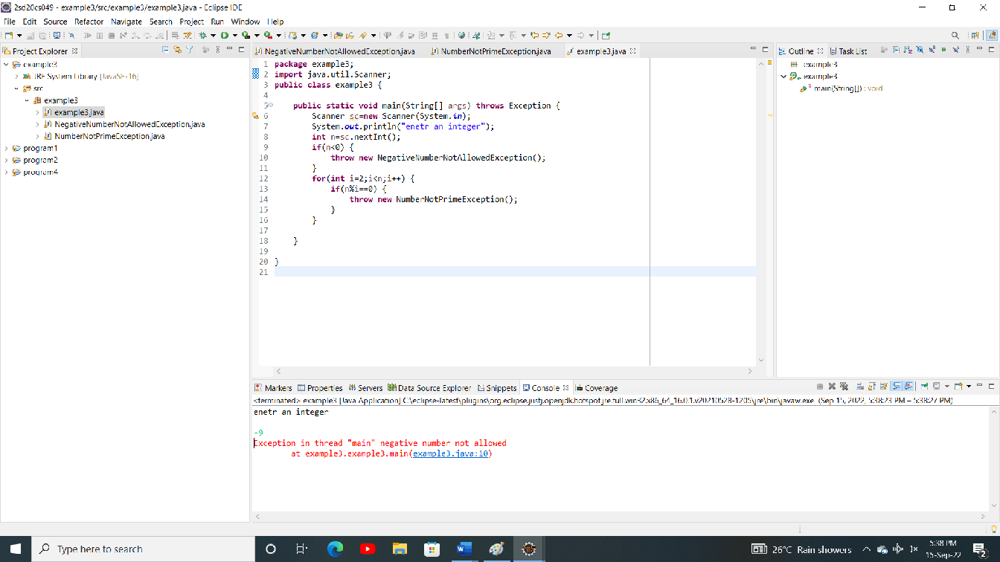 2sd20cs049 - example3/src/example3/example3.java - Eclipse IDE
File Edit Source Refactor Navigate Search Project Run Window Help
Project Explorer
example3
JRE System Library [JavaSE-16]
src
example3
example3.java
NegativeNumberNotAllowedException.java
NumberNotPrimeException.java
program1
program2
program4
NegativeNumberNotAllowedException.java NumberNotPrimeException.java example3.java
1 package example3;
2 import java.util.Scanner;
3 public class example3 {
4
5 public static void main(String[] args) throws Exception {
6 Scanner sc=new Scanner(System.in);
7 System.out.println("enetr an integer");
8 int n=sc.nextInt();
9 if(n<0) {
10 throw new NegativeNumberNotAllowedException();
11 }
12 for(int i=2;i<n;i++) {
13 if(n%i==0) {
14 throw new NumberNotPrimeException();
15 }
16 }
17
18 }
19
20 }
21
Outline Task List
example3
example3
main(String[]) : void
Markers Properties Servers Data Source Explorer Snippets Console Coverage
<terminated> example3 [Java Application] C:\eclipse-latest\plugins\org.eclipse.justj.openjdk.hotspot.jre.full.win32.x86_64_16.0.1.v20210528-1205\jre\bin\javaw.exe (Sep 15, 2022, 5:38:23 PM – 5:38:27 PM)
enetr an integer
-9
Exception in thread "main" negative number not allowed
at example3.example3.main(example3.java:10)
Type here to search
26°C Rain showers
5:38 PM
15-Sep-22
2